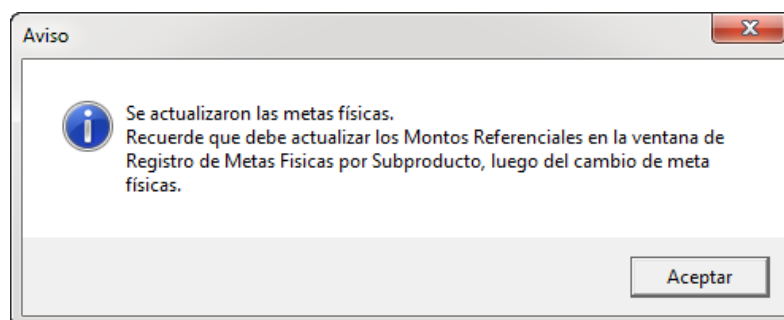 Aviso
Se actualizaron las metas físicas.
Recuerde que debe actualizar los Montos Referenciales en la ventana de
Registro de Metas Fisicas por Subproducto, luego del cambio de meta
físicas.
Aceptar